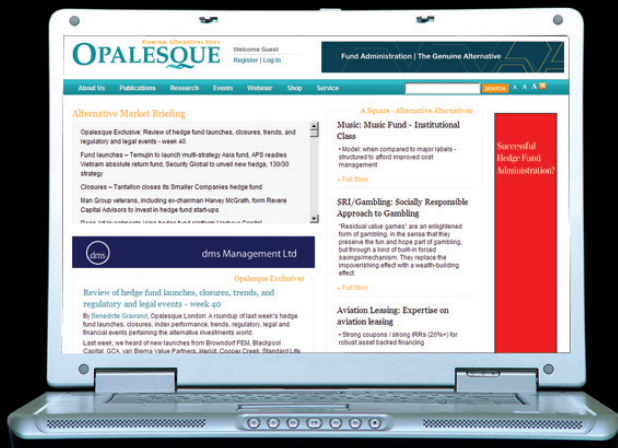 Premium Alternatives News
OPALESQUE
Welcome Guest
Register | Log In
Fund Administration | The Genuine Alternative
About Us Publications Research Events Webinar Shop Service
SEARCH A A A
Alternative Market Briefing
Opalesque Exclusive: Review of hedge fund launches, closures, trends, and
regulatory and legal events - week 40
Fund launches – Temujin to launch multi-strategy Asia fund, APS readies
Vietnam absolute return fund, Security Global to unveil new hedge, 130/30
strategy
Closures – Tantallon closes its Smaller Companies hedge fund
Man Group veterans, including ex-chairman Harvey McGrath, form Revere
Capital Advisors to invest in hedge fund start-ups
dms
dms Management Ltd
Opalesque Exclusives
Review of hedge fund launches, closures, trends, and
regulatory and legal events - week 40
By Benedicte Gravrand, Opalesque London: A roundup of last week's hedge
fund launches, closures, index performance, trends, regulatory, legal and
financial events pertaining the alternative investments world.
Last week, we heard of new launches from Browndorf PEM, Blackpool
Capital, GCA, van Biema Value Partners, Heriot, Cooper Creek, Standard Life,
A Square - Alternative Alternatives
Music: Music Fund - Institutional
Class
• Model: when compared to major labels -
structured to afford improved cost
management
» Full Story
SRI/Gambling: Socially Responsible
Approach to Gambling
"Residual value games" are an enlightened
form of gambling, in the sense that they
preserve the fun and hope part of gambling,
but through a kind of built-in forced
savings/mechanism. They replace the
impoverishing effect with a wealth-building
effect.
» Full Story
Aviation Leasing: Expertise on
aviation leasing
• Strong coupons / strong IRRs (20%+) for
robust asset backed financing
Successful
Hedge Fund
Administration?